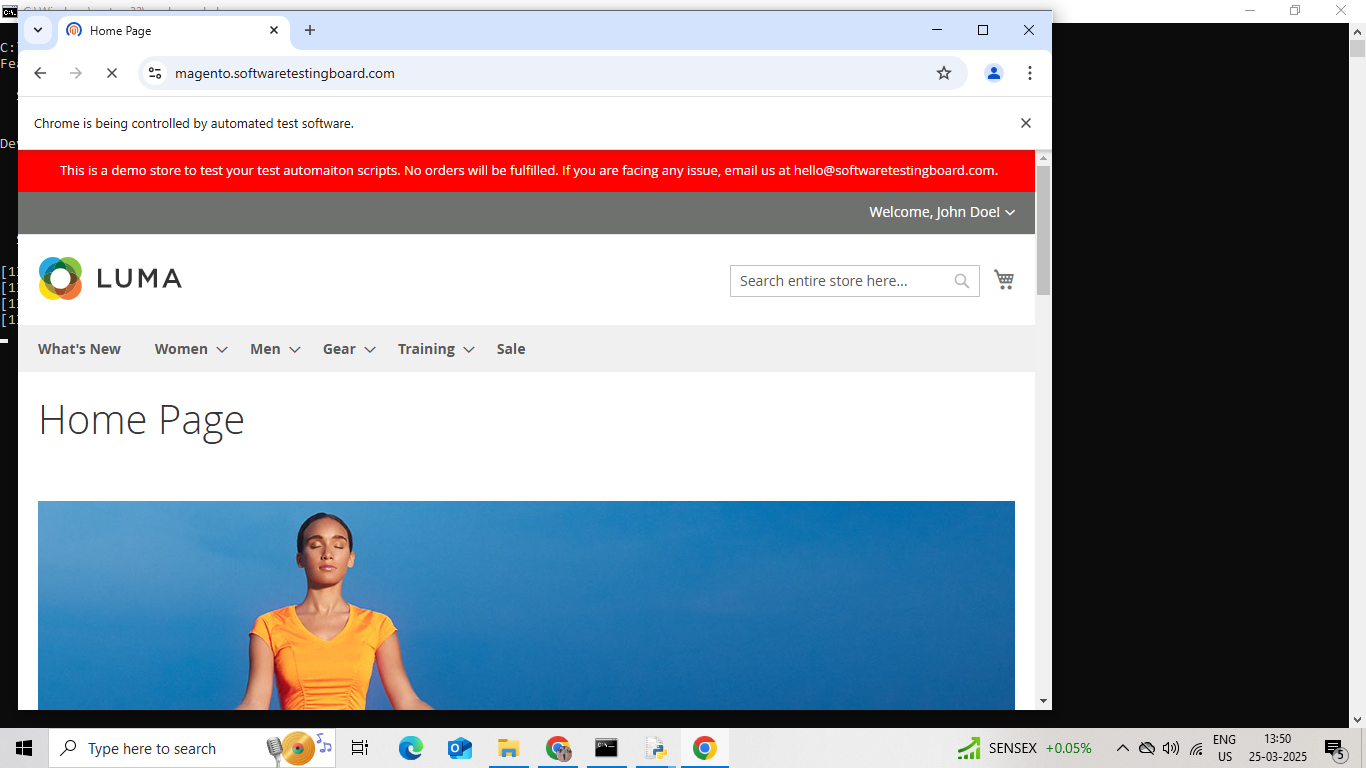 Home Page
magento.softwaretestingboard.com
Chrome is being controlled by automated test software.
This is a demo store to test your test automaiton scripts. No orders will be fulfilled. If you are facing any issue, email us at hello@softwaretestingboard.com.
Welcome, John Doe!
LUMA
Search entire store here...
What's New Women Men Gear Training Sale
Home Page
Type here to search
SENSEX +0.05%
ENG
US
13:50
25-03-2025
5